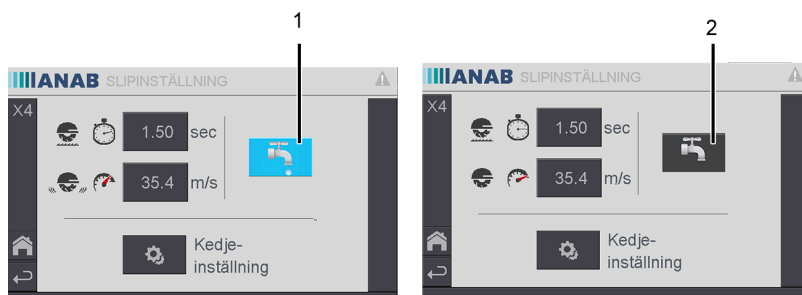 1
2
ANAB SLIPINSTÄLLNING
X4
1.50 sec
35.4 m/s
Kedje-
inställning
ANAB SLIPINSTÄLLNING
X4
1.50 sec
35.4 m/s
Kedje-
inställning